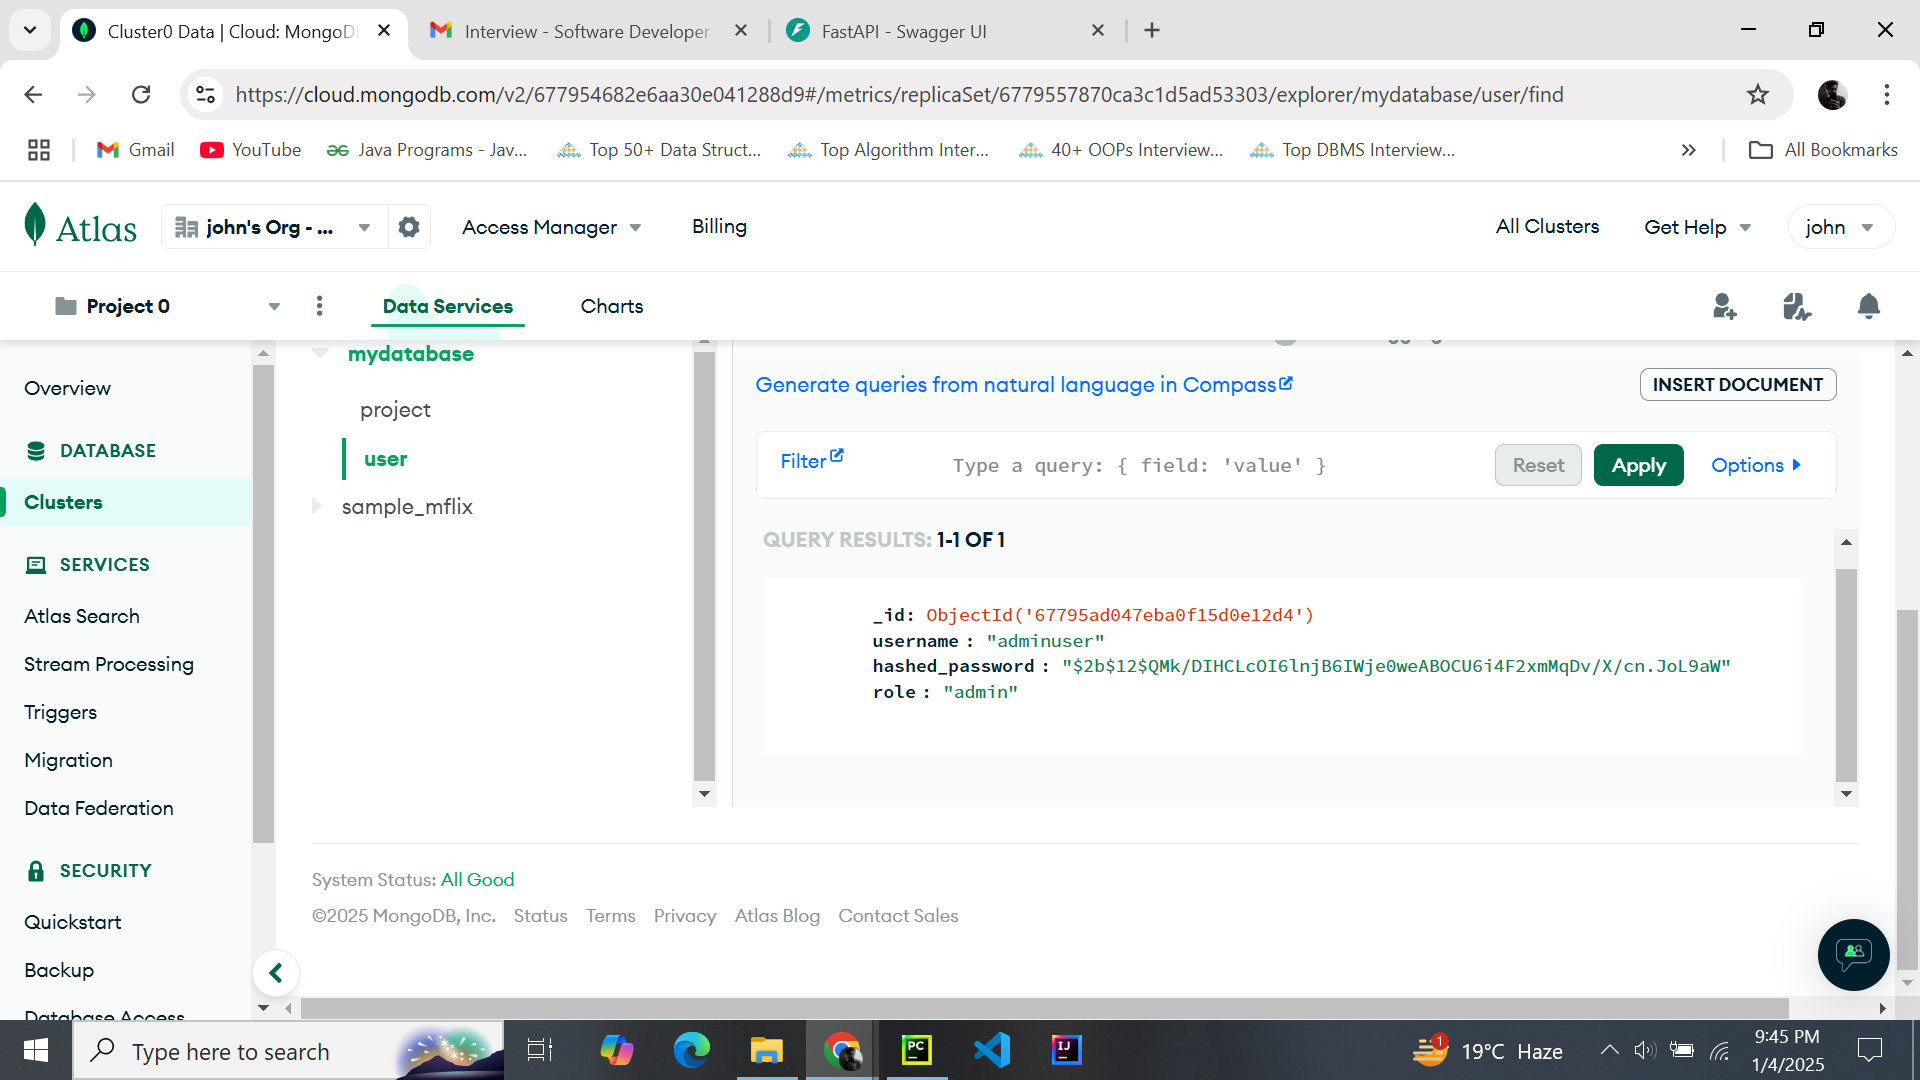 Cluster0 Data | Cloud: MongoDB
Interview - Software Developer
FastAPI - Swagger UI
https://cloud.mongodb.com/v2/677954682e6aa30e041288d9#/metrics/replicaSet/6779557870ca3c1d5ad53303/explorer/mydatabase/user/find
Gmail
YouTube
Java Programs - Jav...
Top 50+ Data Struct...
Top Algorithm Inter...
40+ OOPs Interview...
Top DBMS Interview...
All Bookmarks
Atlas
john's Org - ...
Access Manager
Billing
All Clusters
Get Help
john
Project 0
Data Services
Charts
Overview
DATABASE
Clusters
SERVICES
Atlas Search
Stream Processing
Triggers
Migration
Data Federation
SECURITY
Quickstart
Backup
Database Access
mydatabase
project
user
sample_mflix
Generate queries from natural language in Compass
INSERT DOCUMENT
Filter
Type a query: { field: 'value' }
Reset
Apply
Options
QUERY RESULTS: 1-1 OF 1
_id: ObjectId('67795ad047eba0f15d0e12d4')
username : "adminuser"
hashed_password : "$2b$12$QMk/DIHCLcOI6lnjB6IWje0weABOCU6i4F2xmMqDv/X/cn.JoL9aW"
role : "admin"
System Status: All Good
©2025 MongoDB, Inc. Status Terms Privacy Atlas Blog Contact Sales
Type here to search
PC
IJ
1
19°C Haze
9:45 PM
1/4/2025